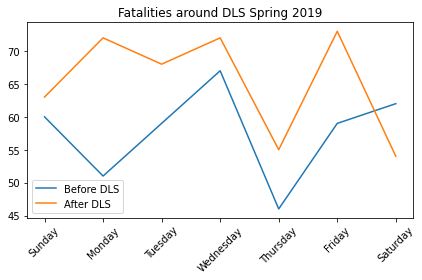 Fatalities around DLS Spring 2019
70
65
60
55
50
45
Before DLS
After DLS
Sunday
Monday
Tuesday
Wednesday
Thursday
Friday
Saturday